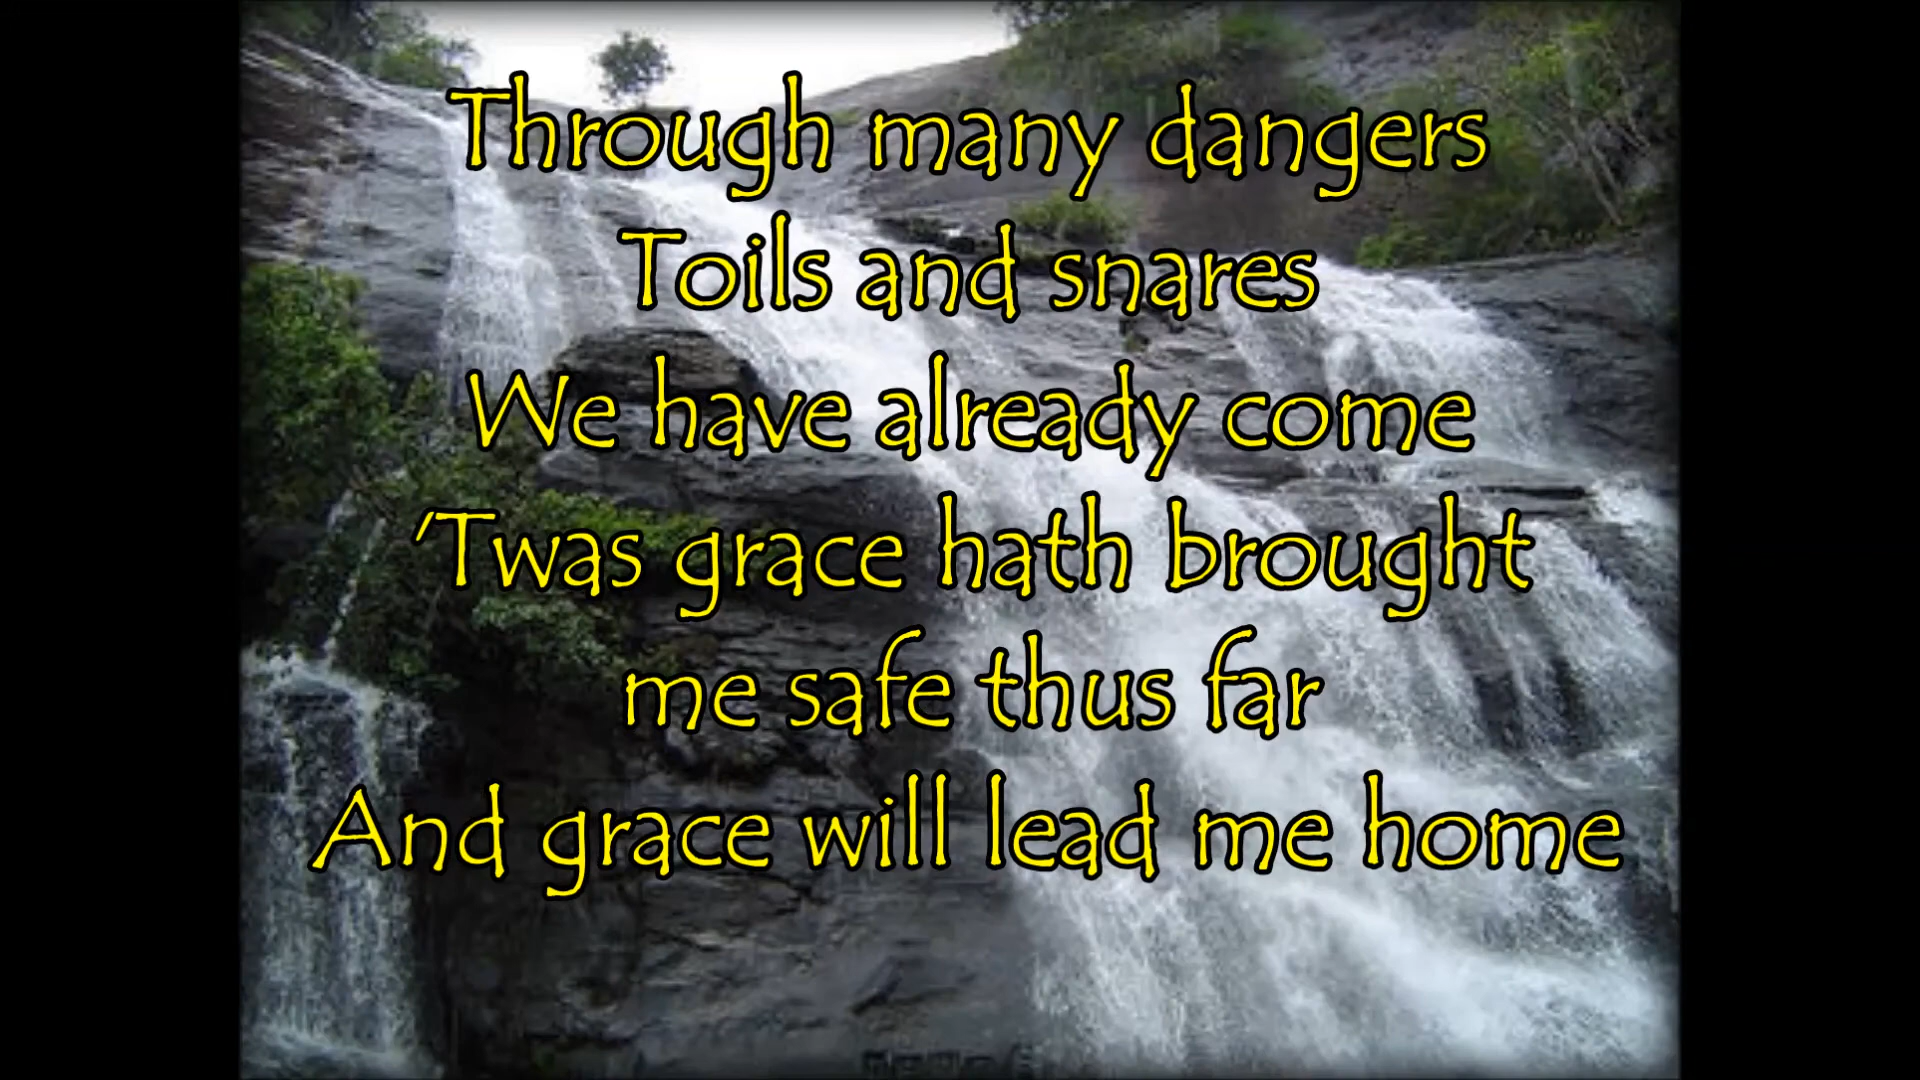 Through many dangers
Toils and snares
We have already come
'Twas grace hath brought
me safe thus far
And grace will lead me home